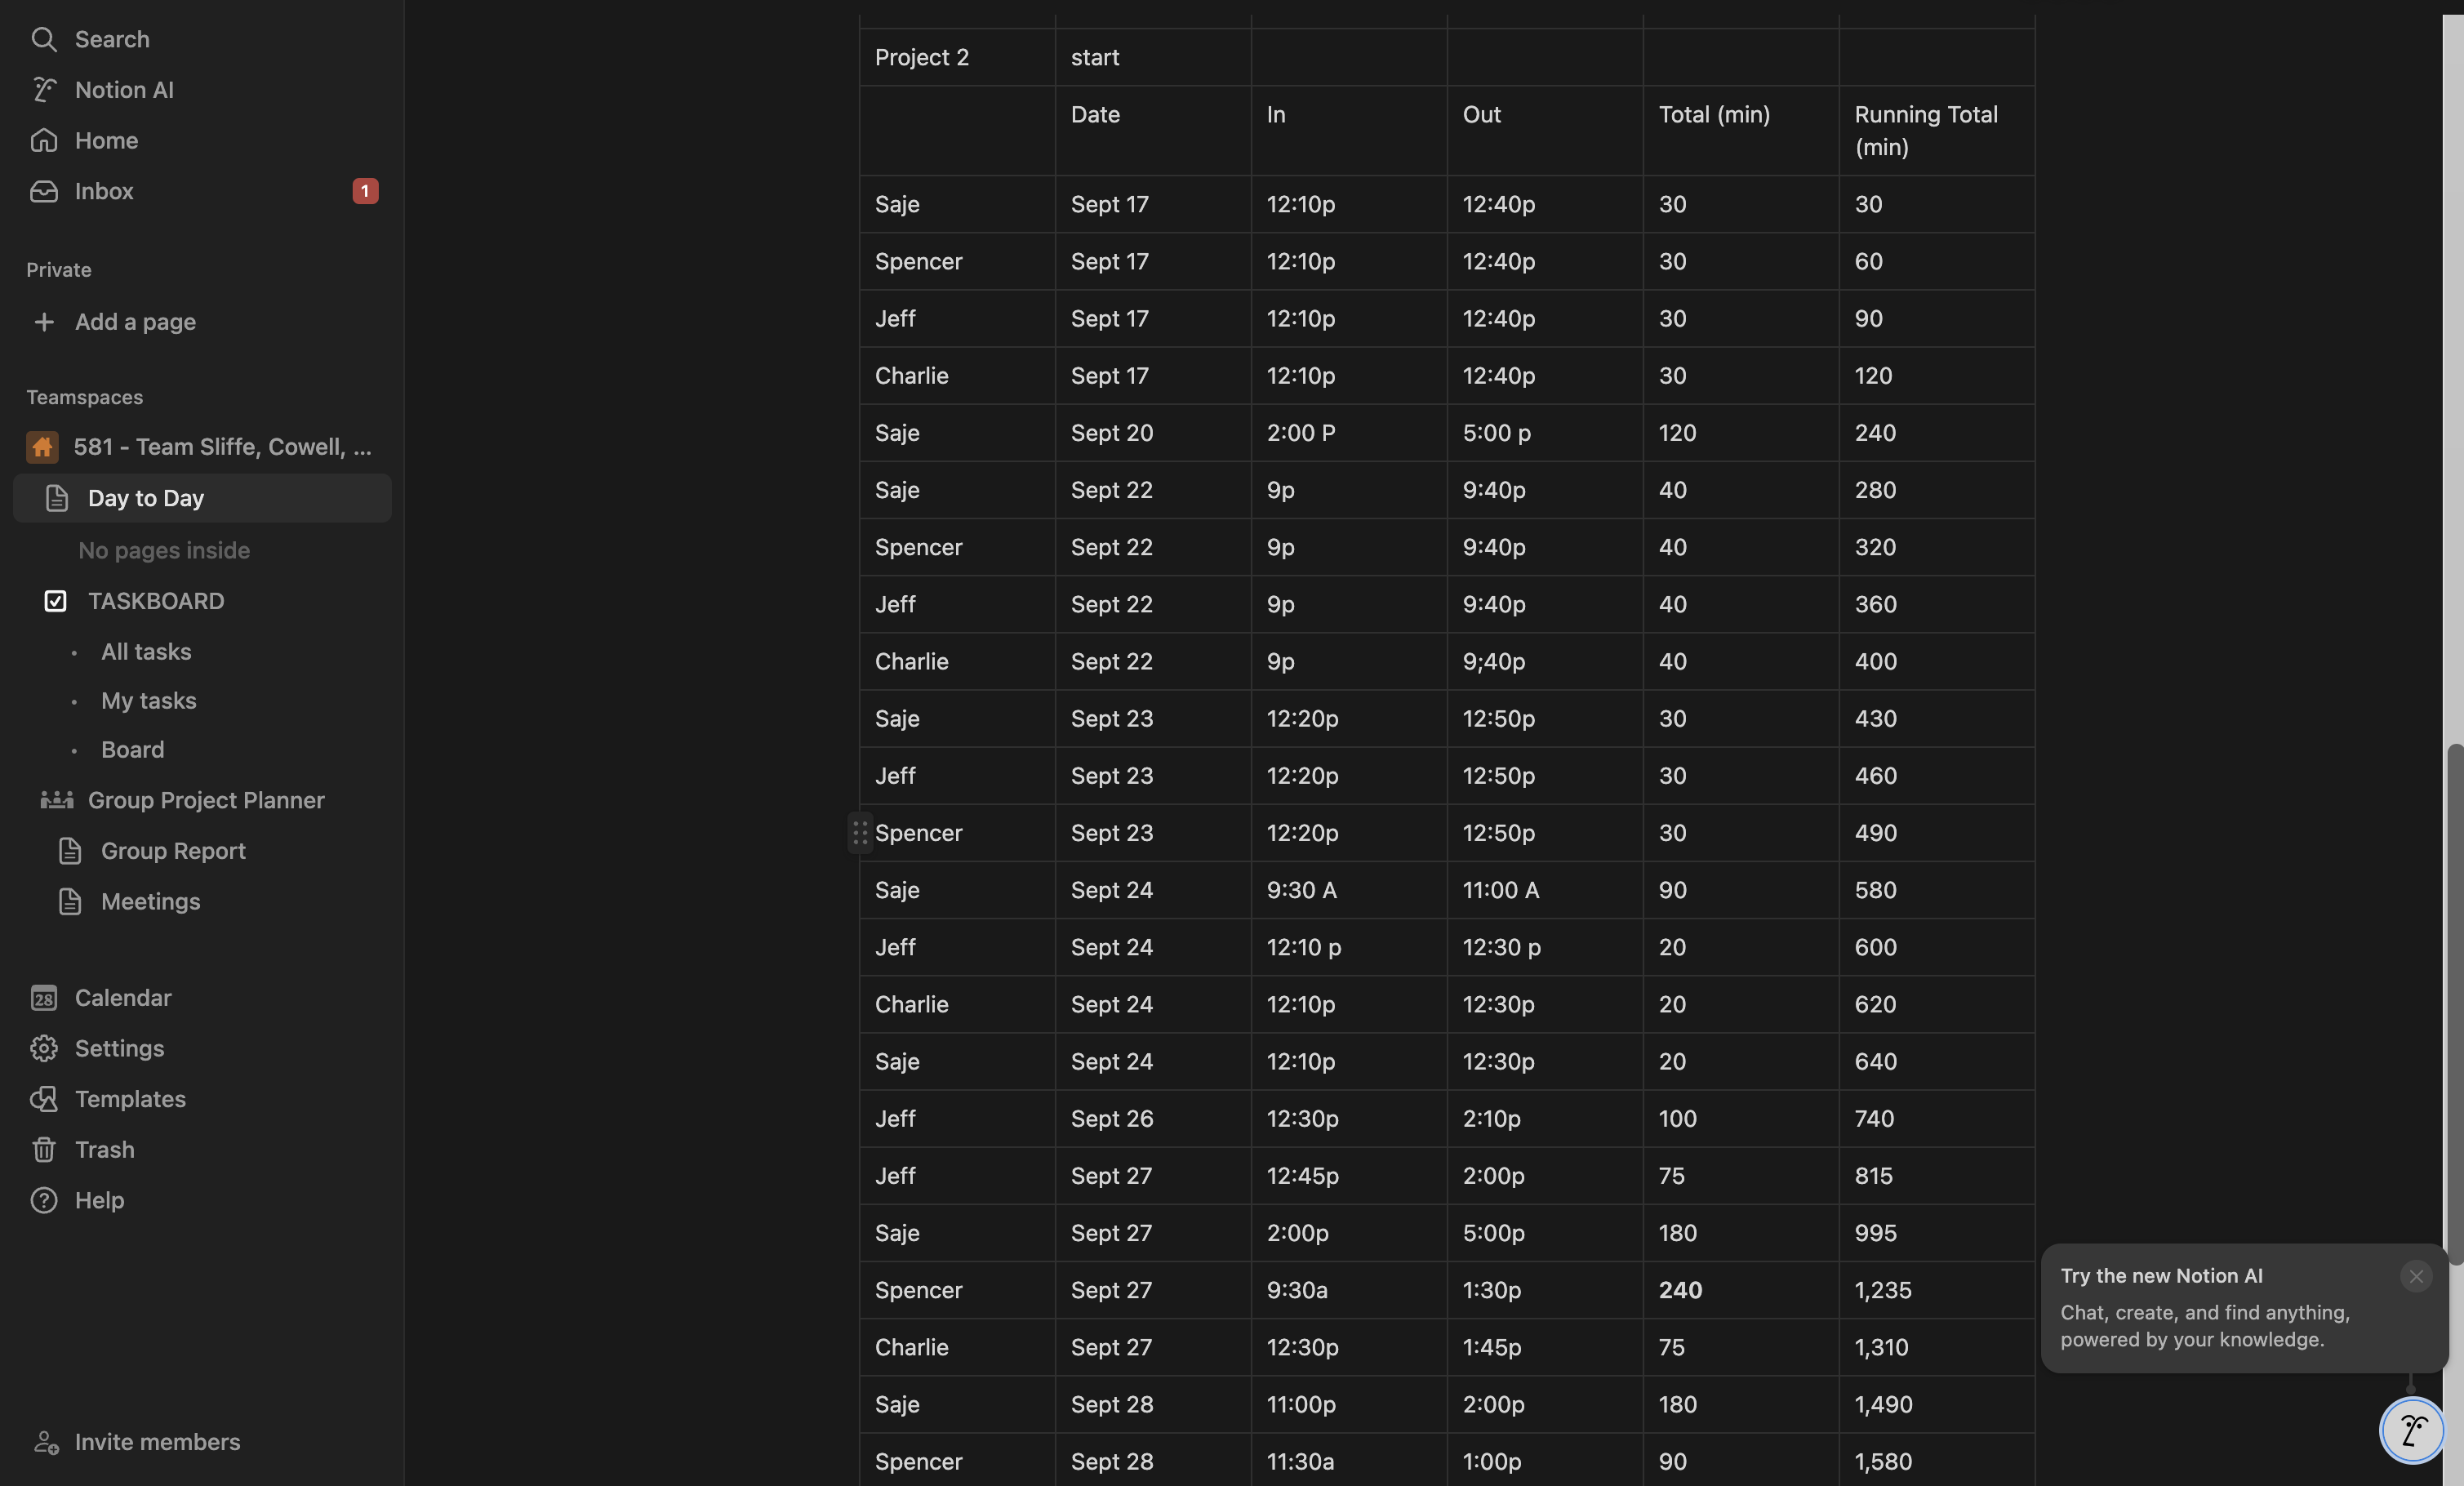 Search
Notion AI
Home
Inbox 1
Private
Add a page
Teamspaces
581 - Team Sliffe, Cowell, ...
Day to Day
No pages inside
TASKBOARD
All tasks
My tasks
Board
Group Project Planner
Group Report
Meetings
28 Calendar
Settings
Templates
Trash
Help
Invite members
Project 2 start
Date In Out Total (min) Running Total
(min)
Saje Sept 17 12:10p 12:40p 30 30
Spencer Sept 17 12:10p 12:40p 30 60
Jeff Sept 17 12:10p 12:40p 30 90
Charlie Sept 17 12:10p 12:40p 30 120
Saje Sept 20 2:00 P 5:00 p 120 240
Saje Sept 22 9p 9:40p 40 280
Spencer Sept 22 9p 9:40p 40 320
Jeff Sept 22 9p 9:40p 40 360
Charlie Sept 22 9p 9;40p 40 400
Saje Sept 23 12:20p 12:50p 30 430
Jeff Sept 23 12:20p 12:50p 30 460
Spencer Sept 23 12:20p 12:50p 30 490
Saje Sept 24 9:30 A 11:00 A 90 580
Jeff Sept 24 12:10 p 12:30 p 20 600
Charlie Sept 24 12:10p 12:30p 20 620
Saje Sept 24 12:10p 12:30p 20 640
Jeff Sept 26 12:30p 2:10p 100 740
Jeff Sept 27 12:45p 2:00p 75 815
Saje Sept 27 2:00p 5:00p 180 995
Spencer Sept 27 9:30a 1:30p 240 1,235
Charlie Sept 27 12:30p 1:45p 75 1,310
Saje Sept 28 11:00p 2:00p 180 1,490
Spencer Sept 28 11:30a 1:00p 90 1,580
Try the new Notion AI
Chat, create, and find anything,
powered by your knowledge.